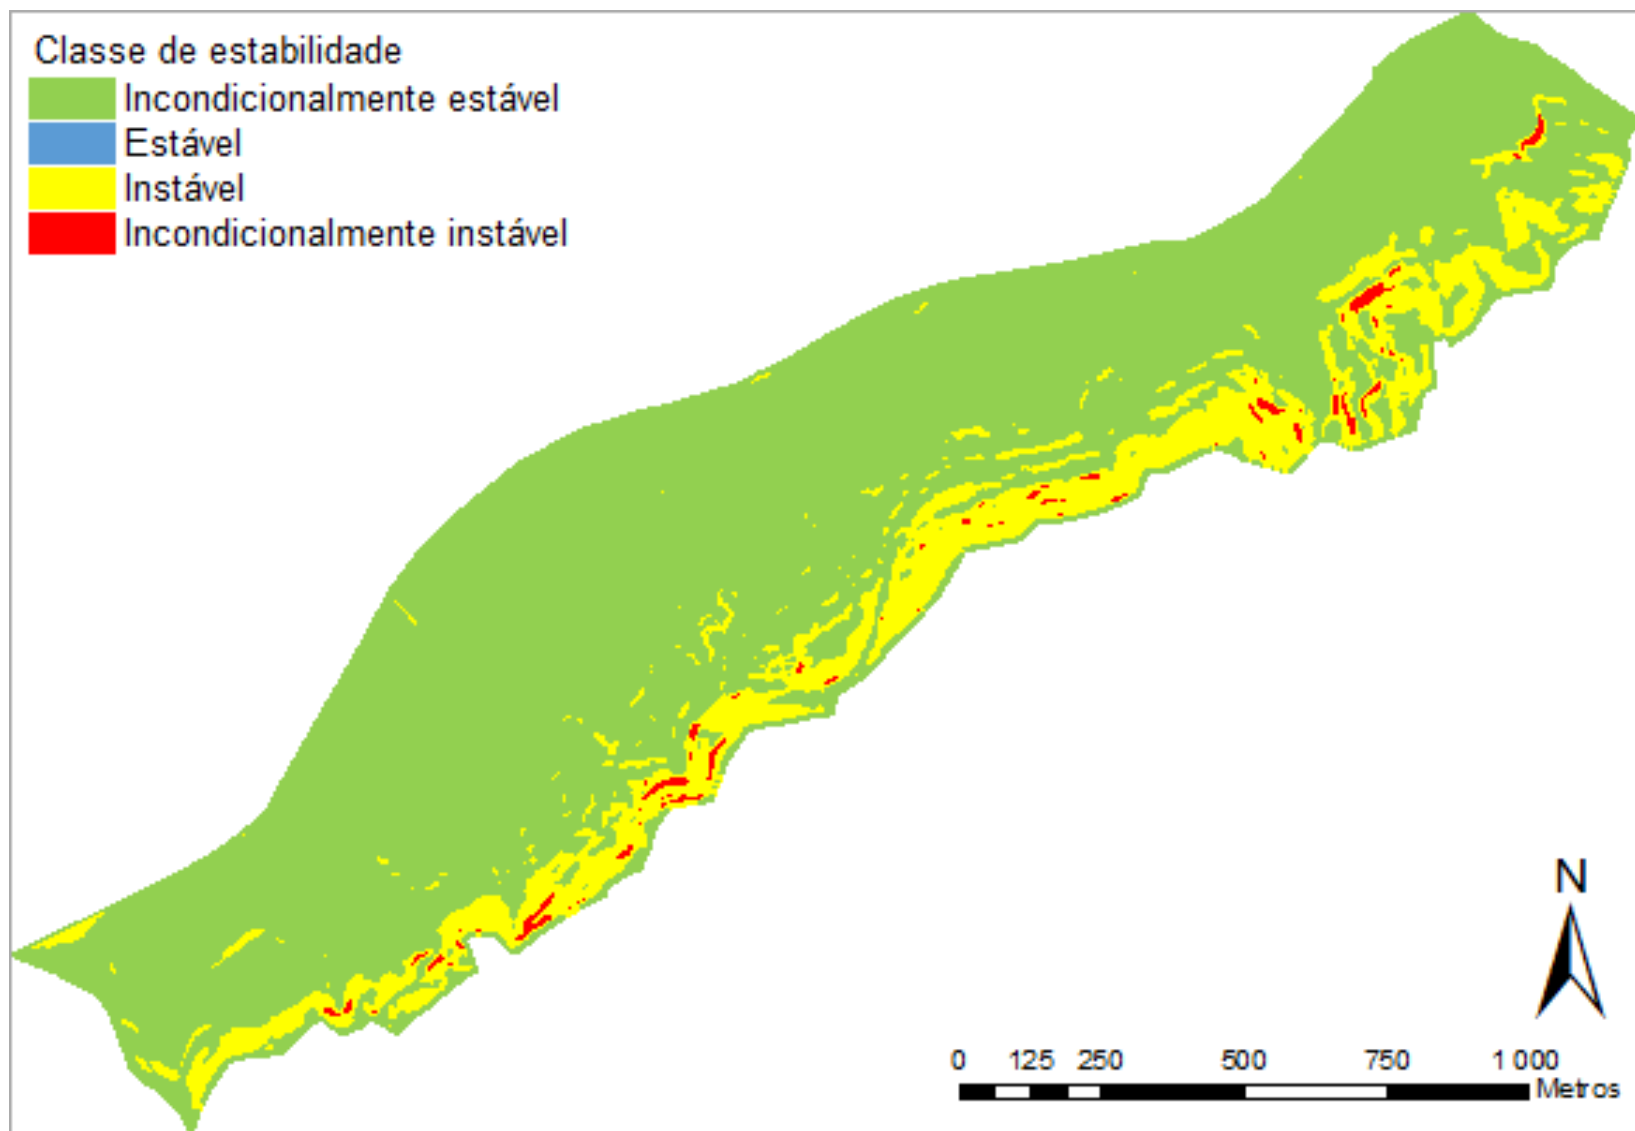 Classe de estabilidade
Incondicionalmente estável
Estável
Instável
Incondicionalmente instável
N
0 125 250 500 750 1 000
Metros